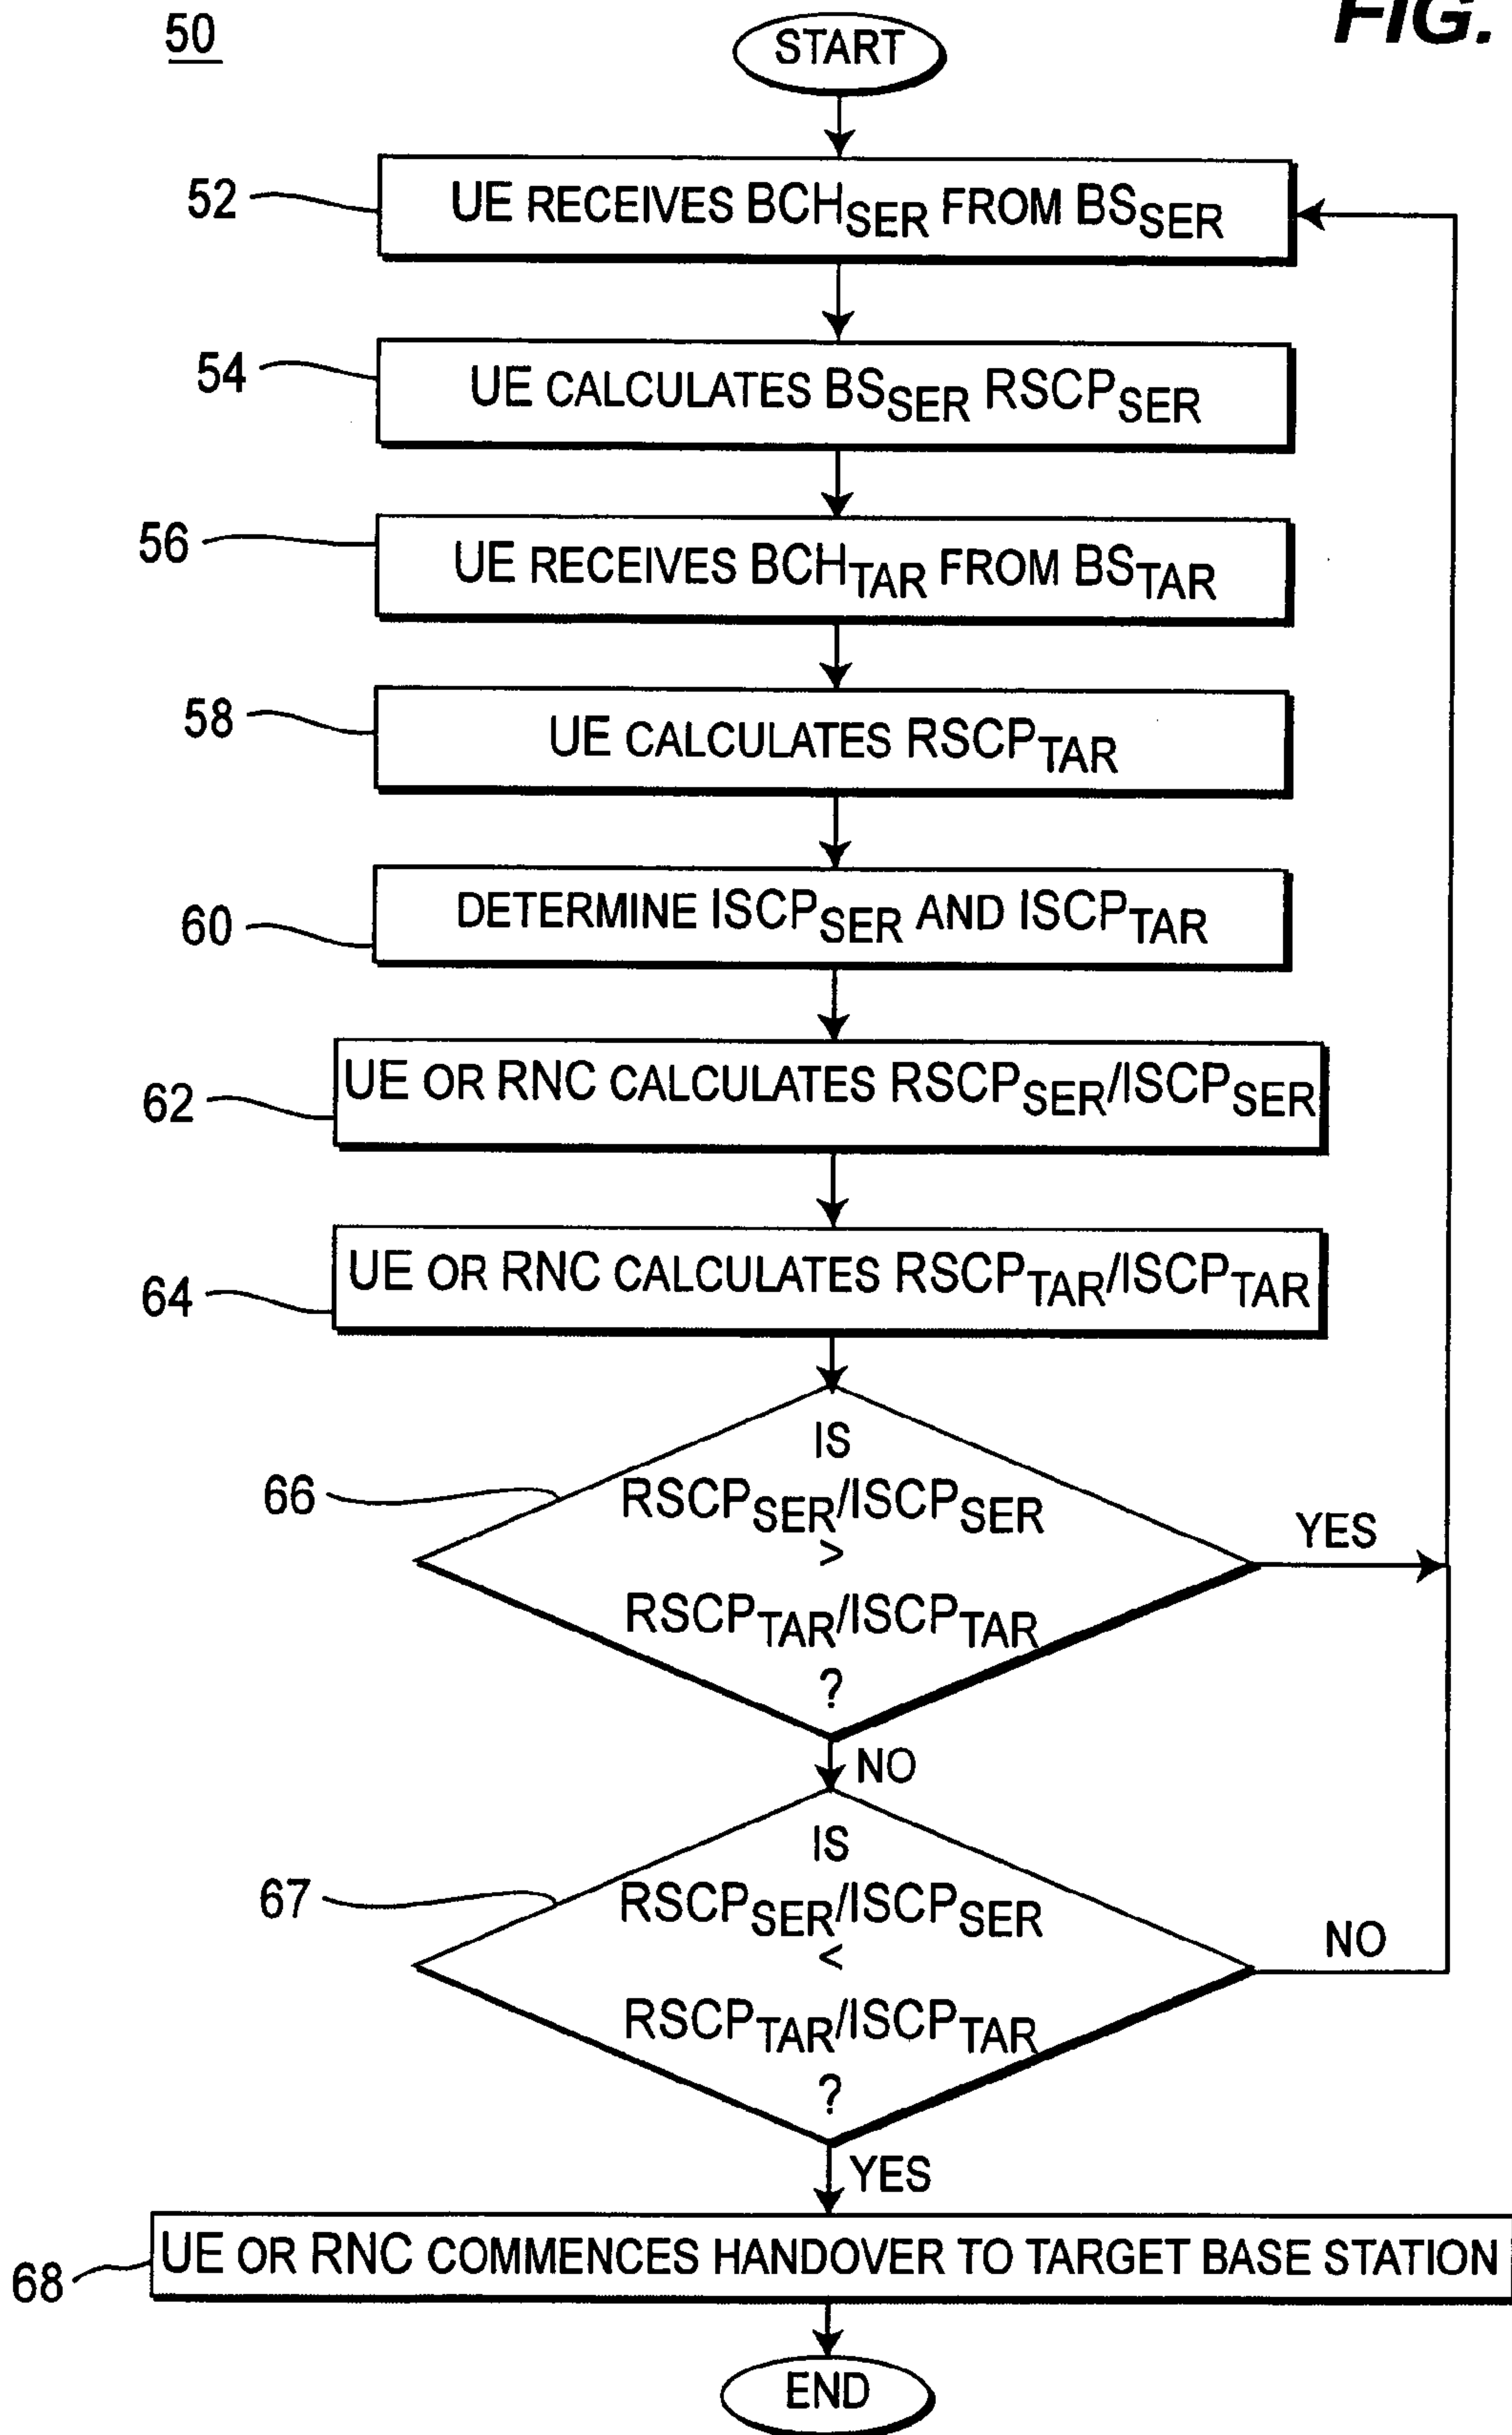 50
FIG.
START
52
UE RECEIVES BCHSER FROM BSSER
54
UE CALCULATES BSSER RSCPSER
56
UE RECEIVES BCHTAR FROM BSTAR
58
UE CALCULATES RSCPTAR
60
DETERMINE ISCPSER AND ISCPTAR
62
UE OR RNC CALCULATES RSCPSER/ISCPSER
64
UE OR RNC CALCULATES RSCPTAR/ISCPTAR
66
IS
RSCPSER/ISCPSER
>
RSCPTAR/ISCPTAR
?
YES
NO
67
IS
RSCPSER/ISCPSER
<
RSCPTAR/ISCPTAR
?
NO
YES
68
UE OR RNC COMMENCES HANDOVER TO TARGET BASE STATION
END